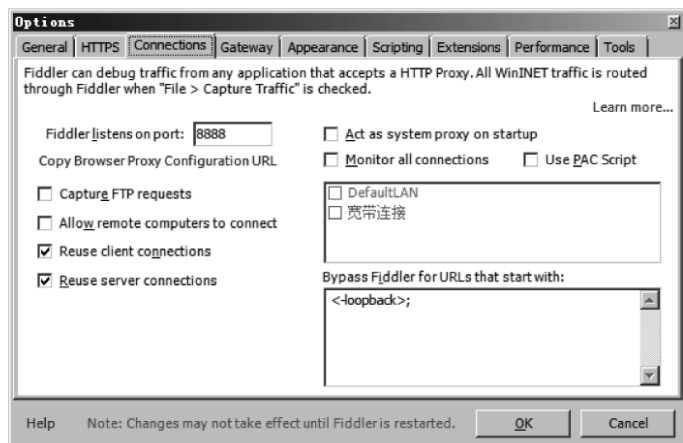 Options
General HTTPS Connections Gateway Appearance Scripting Extensions Performance Tools
Fiddler can debug traffic from any application that accepts a HTTP Proxy. All WinINET traffic is routed
through Fiddler when "File > Capture Traffic" is checked.
Learn more...
Fiddler listens on port: 8888
Act as system proxy on startup
Copy Browser Proxy Configuration URL
Monitor all connections Use PAC Script
Capture FTP requests
DefaultLAN
宽带连接
Allow remote computers to connect
Reuse client connections
Reuse server connections
Bypass Fiddler for URLs that start with:
<-loopback>;
Help Note: Changes may not take effect until Fiddler is restarted. OK Cancel